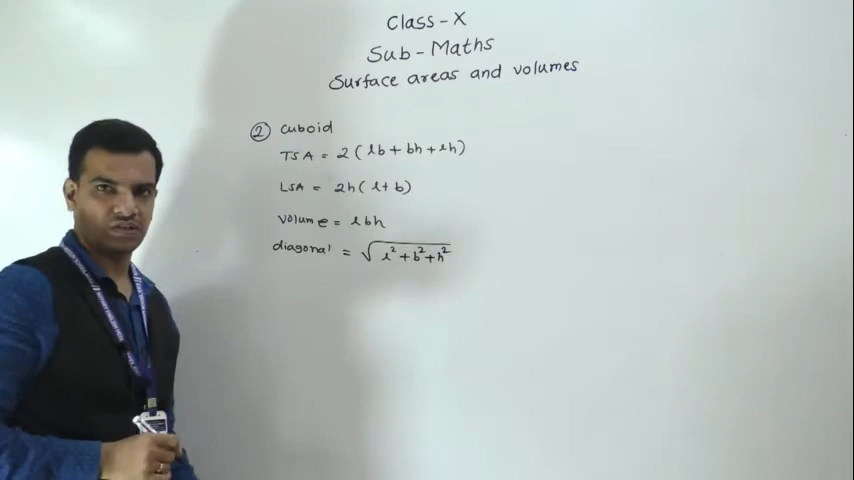 Class-X
Sub-Maths
Surface areas and volumes
② cuboid
TSA = 2(lb+bh+lh)
LSA = 2h(l+b)
volume = lbh
diagonal = √l²+b²+h²